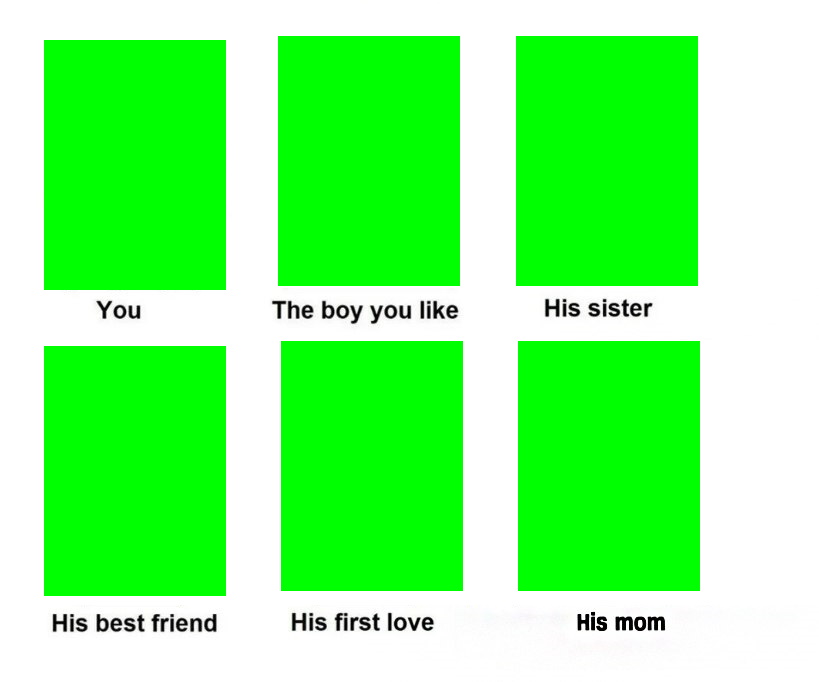 You
The boy you like
His sister
His best friend
His first love
His mom